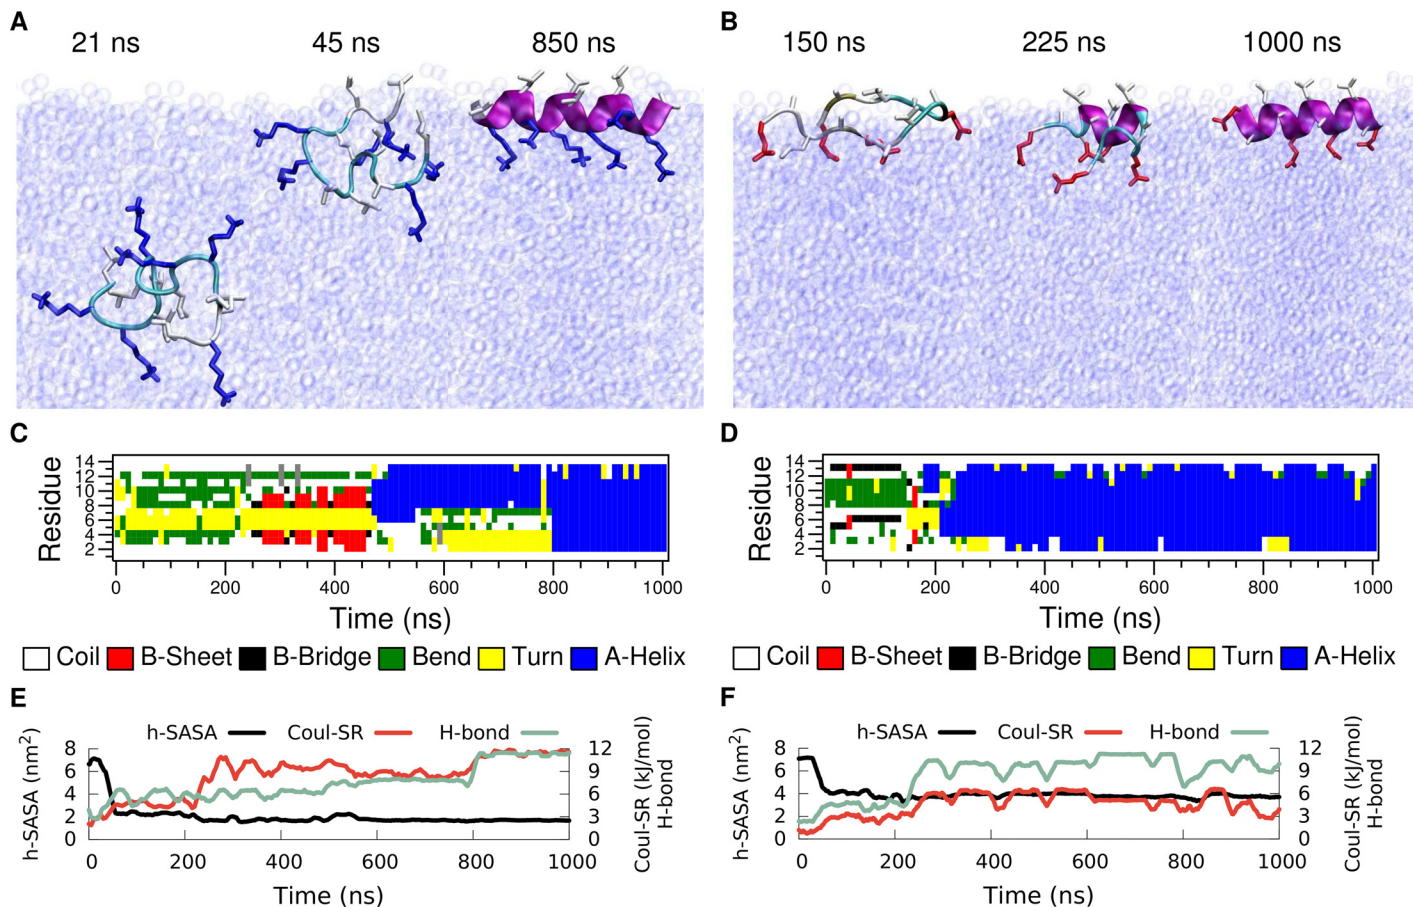 A
21 ns 45 ns 850 ns
B
150 ns 225 ns 1000 ns
C
Residue
14
12
10
8
6
4
2
0 200 400 600 800 1000
Time (ns)
Coil B-Sheet B-Bridge Bend Turn A-Helix
D
Residue
14
12
10
8
6
4
2
0 200 400 600 800 1000
Time (ns)
Coil B-Sheet B-Bridge Bend Turn A-Helix
E
h-SASA Coul-SR H-bond
h-SASA (nm²)
8
6
4
2
0
12
9
6
3
0
Coul-SR (kJ/mol)
H-bond
0 200 400 600 800 1000
Time (ns)
F
h-SASA Coul-SR H-bond
h-SASA (nm²)
8
6
4
2
0
12
9
6
3
0
Coul-SR (kJ/mol)
H-bond
0 200 400 600 800 1000
Time (ns)